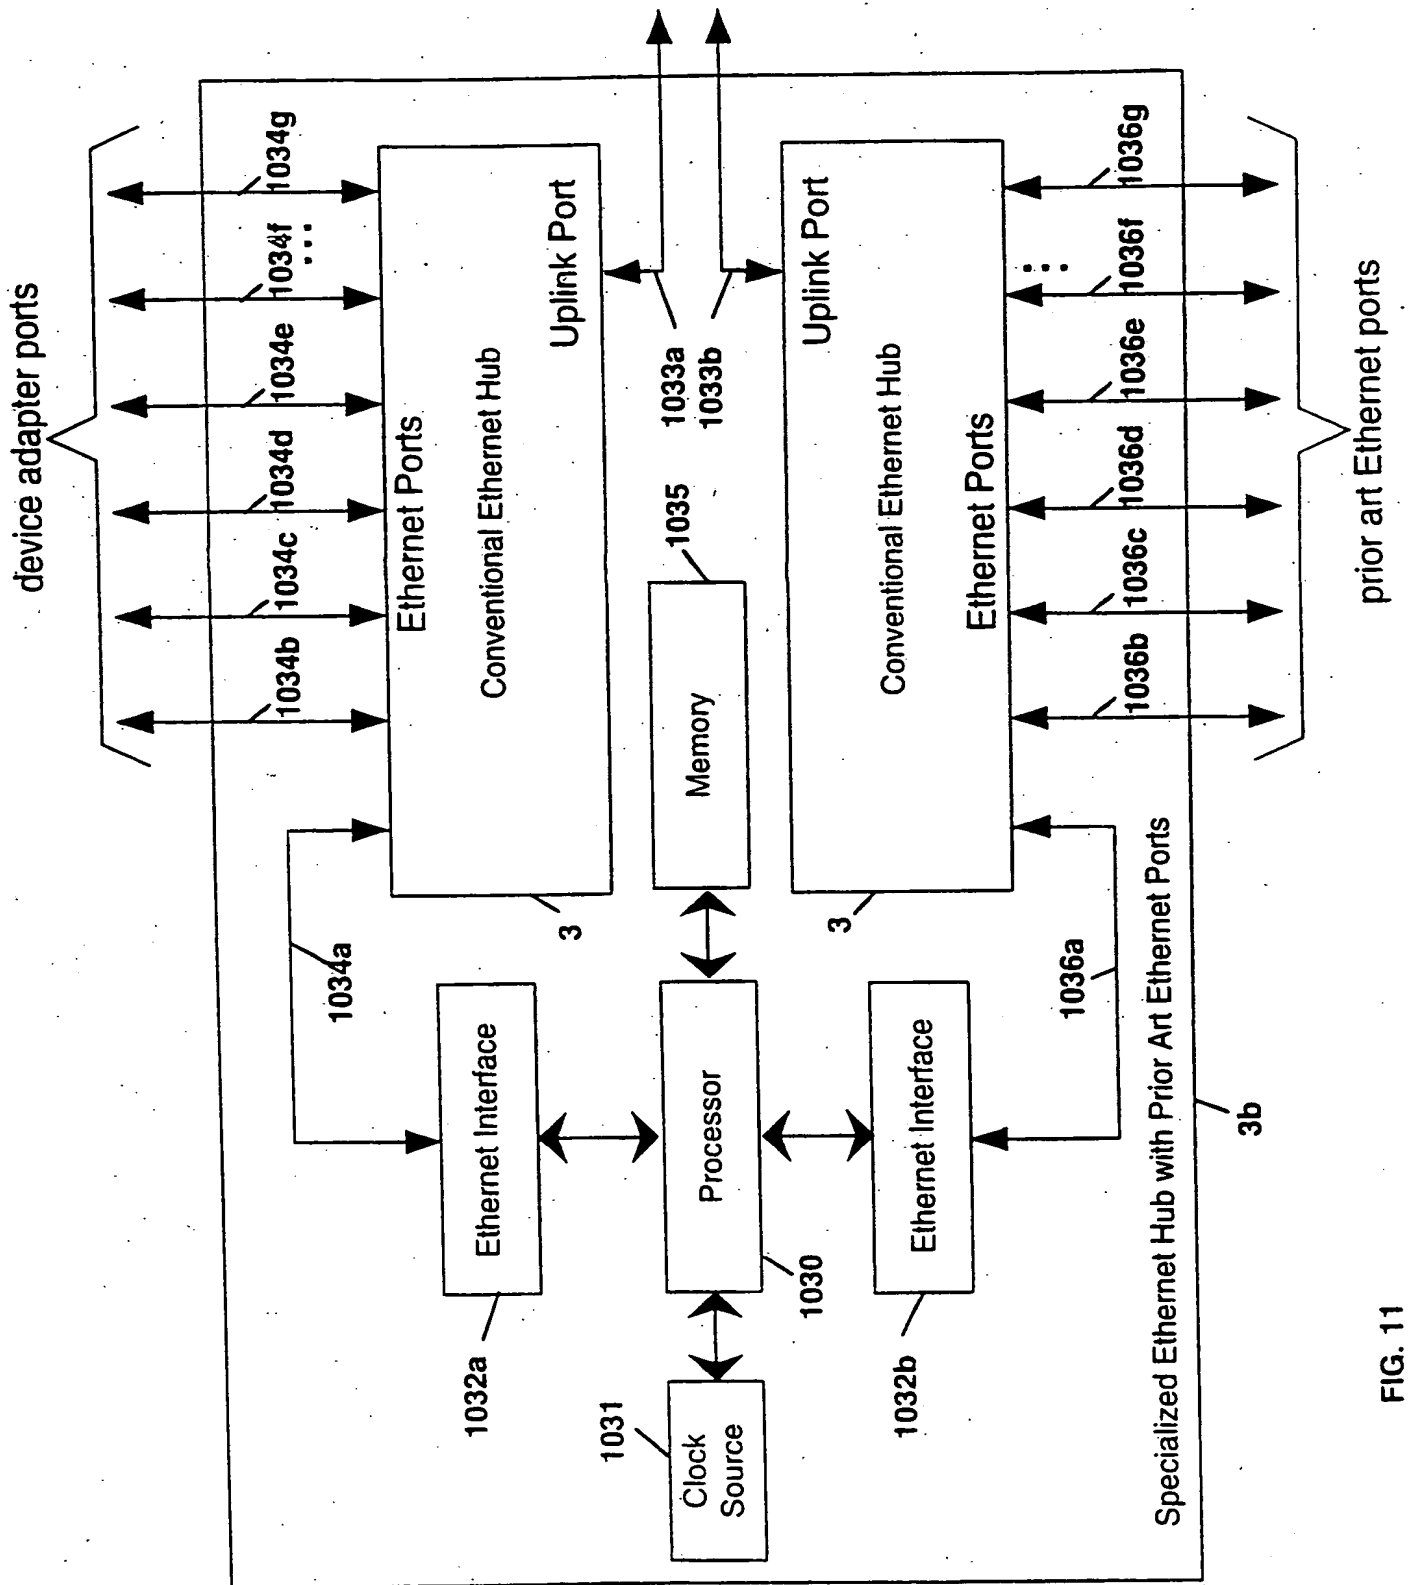 device adapter ports
1034b
1034c
1034d
1034e
1034f
...
1034g
1034a
Ethernet Ports
Conventional Ethernet Hub
Uplink Port
3
1032a
Ethernet Interface
1033a
1033b
1031
Clock
Source
1030
Processor
Memory
1035
1032b
Ethernet Interface
3
Uplink Port
Conventional Ethernet Hub
Ethernet Ports
1036a
1036b
1036c
1036d
1036e
1036f
...
1036g
Specialized Ethernet Hub with Prior Art Ethernet Ports
3b
prior art Ethernet ports
FIG. 11